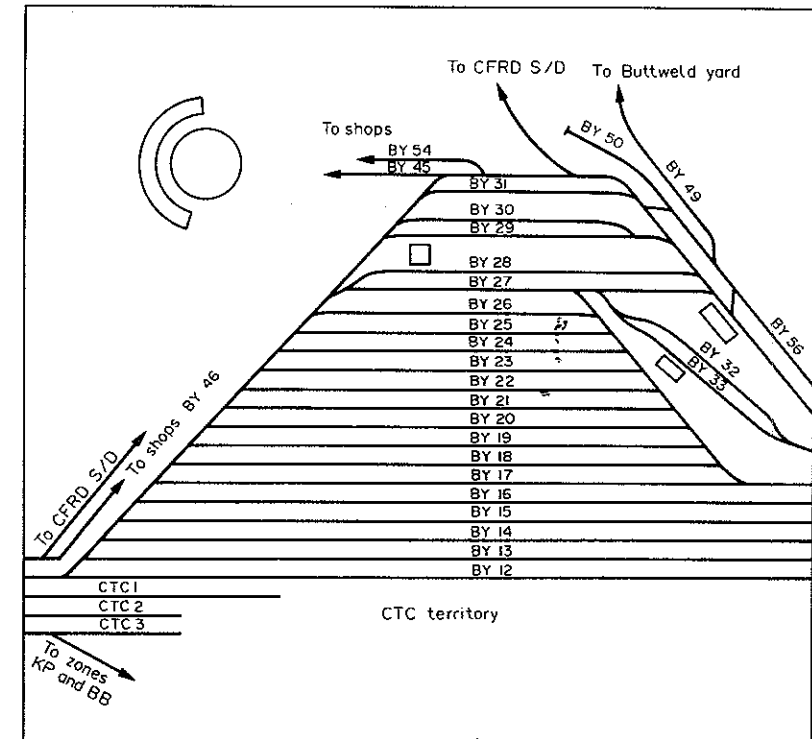 To CFRD S/D
To Buttweld yard
To shops
BY 54
BY 45
BY 50
BY 49
BY 31
BY 30
BY 29
BY 28
BY 27
BY 26
BY 25
BY 24
BY 23
BY 22
BY 21
BY 20
BY 19
BY 18
BY 17
BY 16
BY 15
BY 14
BY 13
BY 12
BY 56
BY 32
BY 33
To CFRD S/D
To shops BY 46
CTC 1
CTC 2
CTC 3
CTC territory
To zones
KP and BB